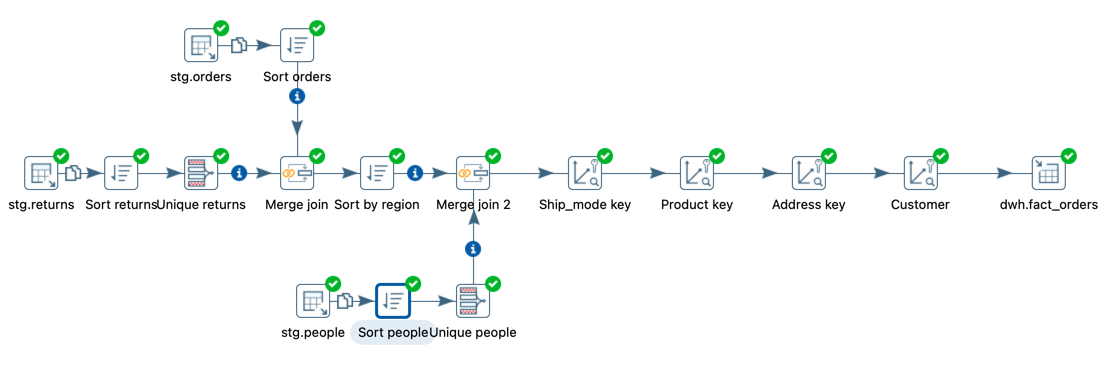 stg.orders
Sort orders
stg.returns
Sort returns
Unique returns
Merge join
Sort by region
Merge join 2
Ship_mode key
Product key
Address key
Customer
dwh.fact_orders
stg.people
Sort people
Unique people